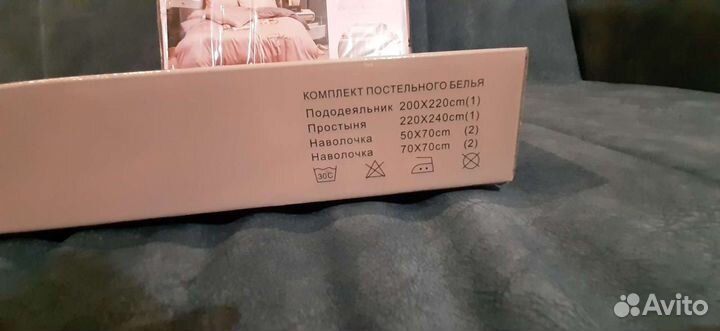 КОМПЛЕКТ ПОСТЕЛЬНОГО БЕЛЬЯ
Пододеяльник 200X220cm(1)
Простыня 220X240cm(1)
Наволочка 50X70cm (2)
Наволочка 70X70cm (2)
30C
Avito